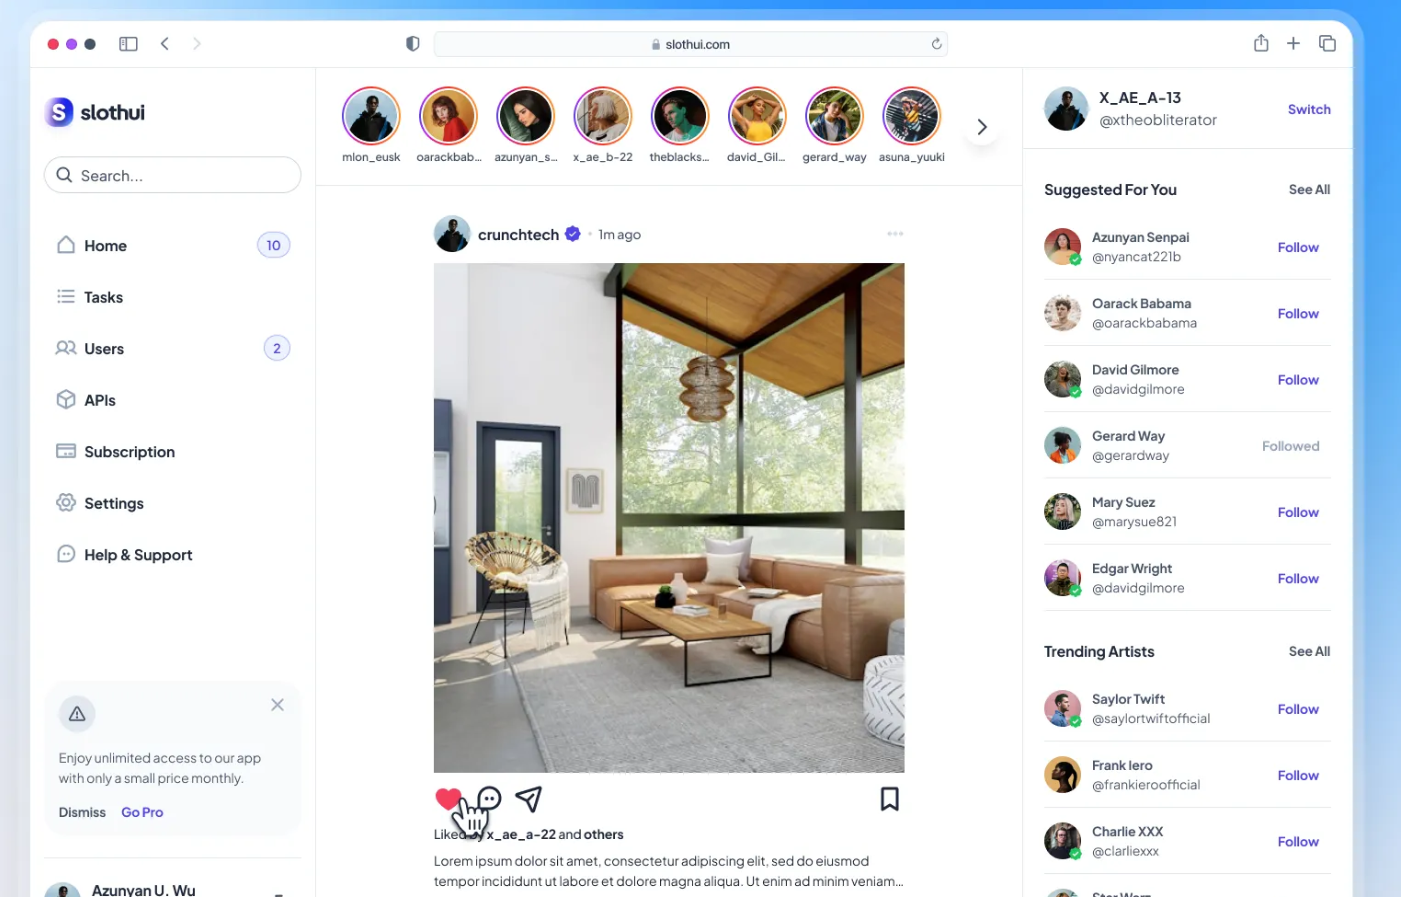 slothui.com
S slothui
Search...
Home 10
Tasks
Users 2
APIs
Subscription
Settings
Help & Support
Enjoy unlimited access to our app
with only a small price monthly.
Dismiss Go Pro
Azunyan U. Wu
mlon_eusk oarackbab... azunyan_s... x_ae_b-22 theblacks... david_Gil... gerard_way asuna_yuuki
crunchtech • 1m ago
Liked by x_ae_a-22 and others
Lorem ipsum dolor sit amet, consectetur adipiscing elit, sed do eiusmod
tempor incididunt ut labore et dolore magna aliqua. Ut enim ad minim veniam...
X_AE_A-13
@xtheobliterator
Switch
Suggested For You See All
Azunyan Senpai
@nyancat221b
Follow
Oarack Babama
@oarackbabama
Follow
David Gilmore
@davidgilmore
Follow
Gerard Way
@gerardway
Followed
Mary Suez
@marysue821
Follow
Edgar Wright
@davidgilmore
Follow
Trending Artists See All
Saylor Twift
@saylortwiftofficial
Follow
Frank Iero
@frankieroofficial
Follow
Charlie XXX
@clarliexxx
Follow